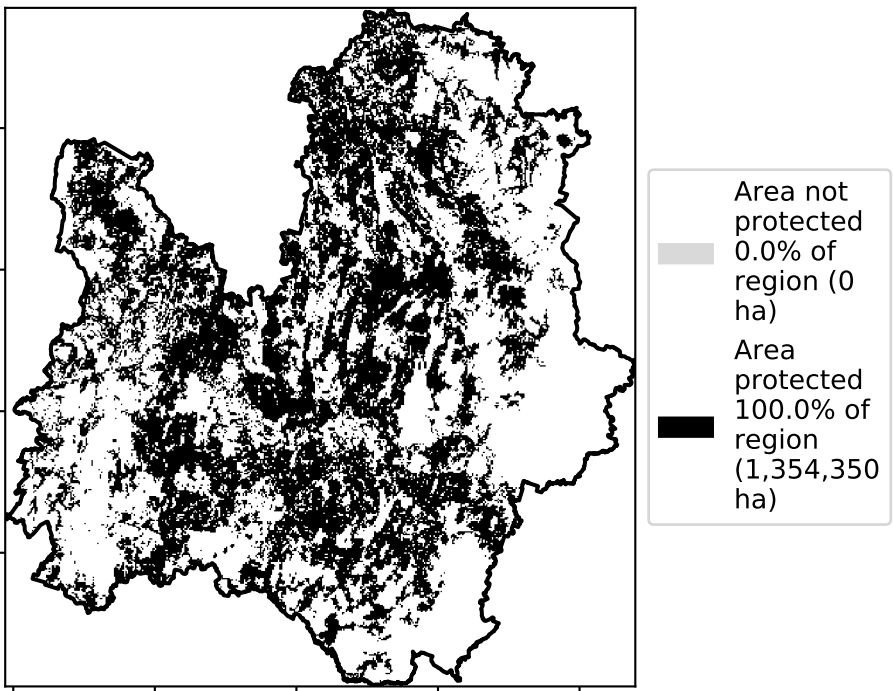 Area not
protected
0.0% of
region (0
ha)
Area
protected
100.0% of
region
(1,354,350
ha)